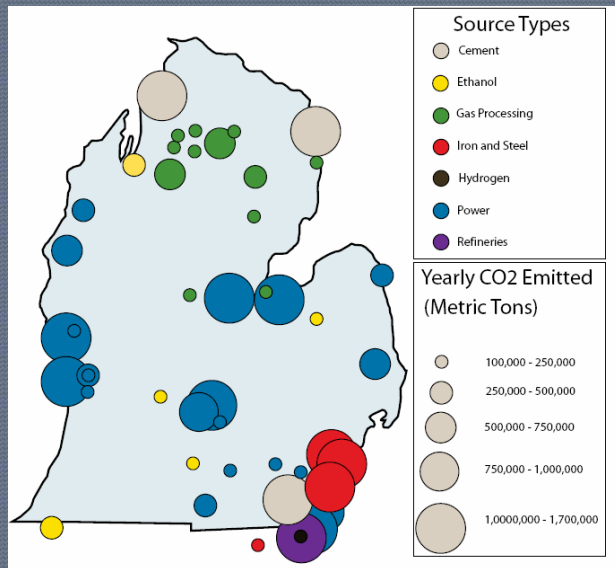 Source Types
Cement
Ethanol
Gas Processing
Iron and Steel
Hydrogen
Power
Refineries
Yearly CO2 Emitted
(Metric Tons)
100,000 - 250,000
250,000 - 500,000
500,000 - 750,000
750,000 - 1,000,000
1,0000,000 - 1,700,000